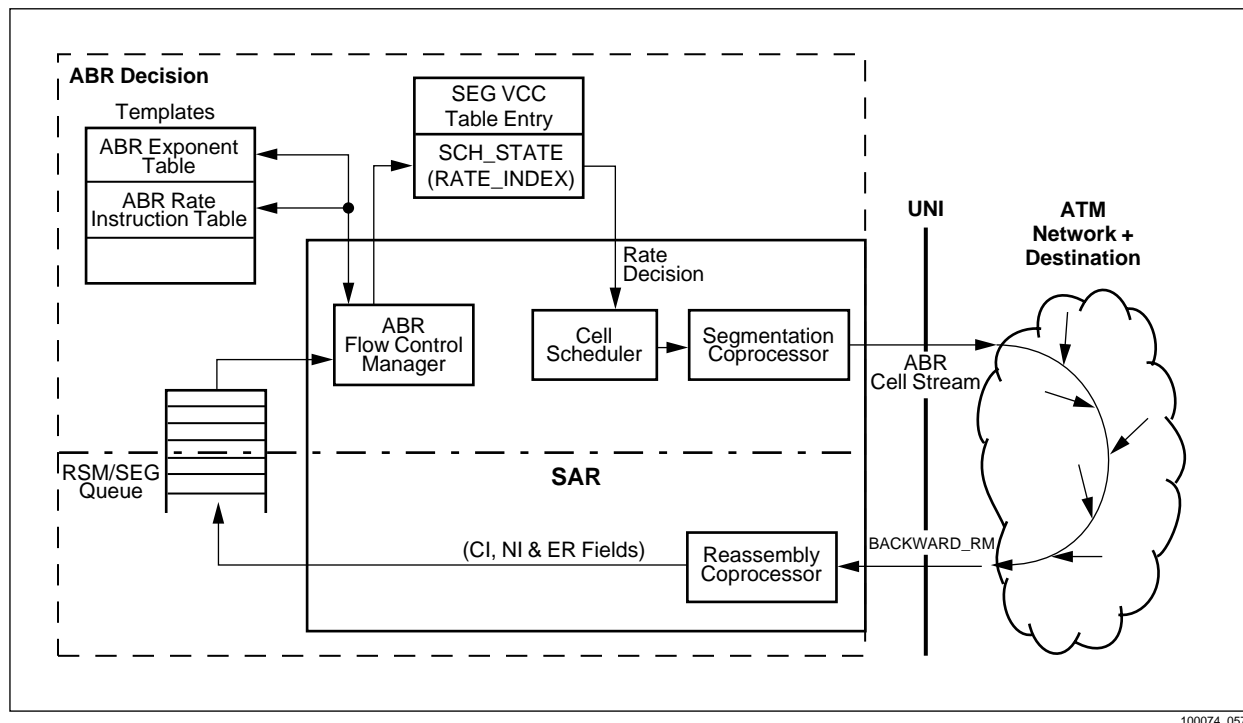 ABR Decision
Templates
ABR Exponent
Table
ABR Rate
Instruction Table
SEG VCC
Table Entry
SCH_STATE
(RATE_INDEX)
UNI
ATM
Network +
Destination
Rate
Decision
ABR
Flow Control
Manager
Cell
Scheduler
Segmentation
Coprocessor
ABR
Cell Stream
RSM/SEG
Queue
SAR
(CI, NI & ER Fields)
Reassembly
Coprocessor
BACKWARD_RM
100074_057